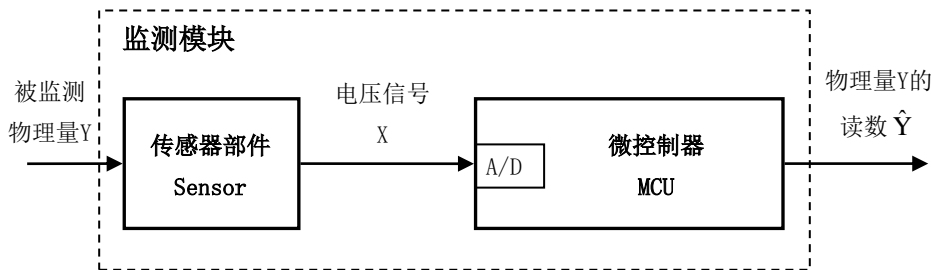 监测模块
被监测
物理量Y
传感器部件
Sensor
电压信号
X
A/D
微控制器
MCU
物理量Y的
读数 Ŷ